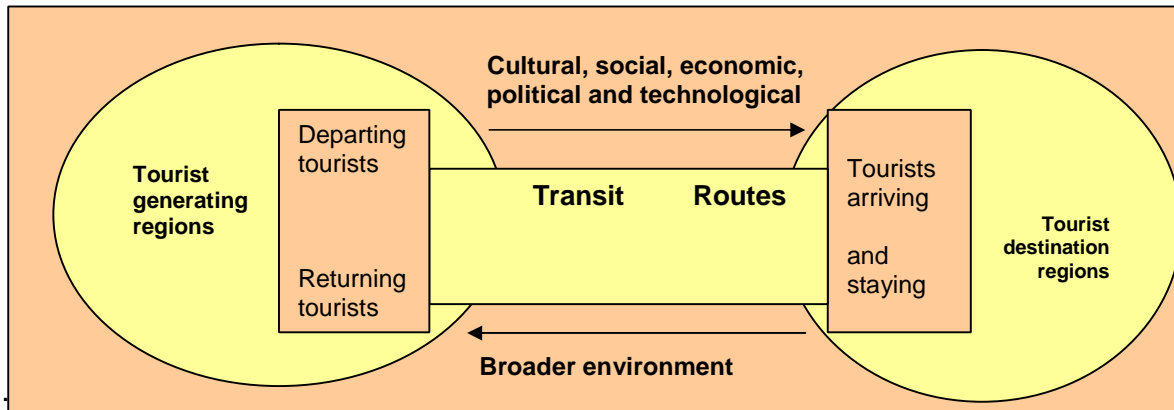 Cultural, social, economic,
political and technological
Departing
tourists
Tourist
generating
regions
Transit Routes
Tourists
arriving
and
staying
Tourist
destination
regions
Returning
tourists
Broader environment